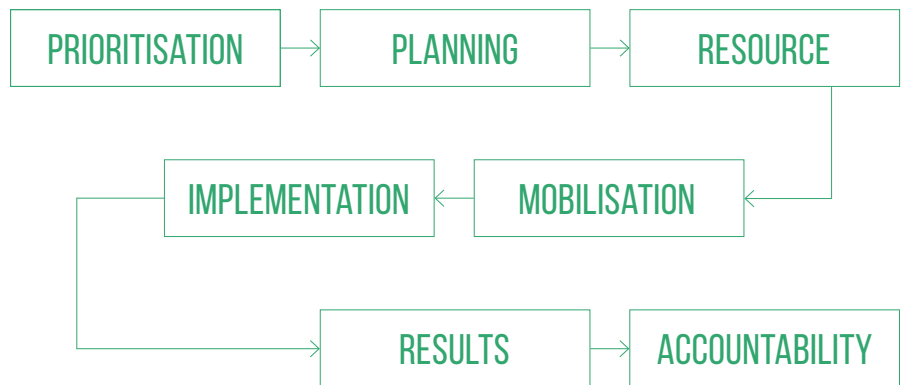 PRIORITISATION
PLANNING
RESOURCE
MOBILISATION
IMPLEMENTATION
RESULTS
ACCOUNTABILITY